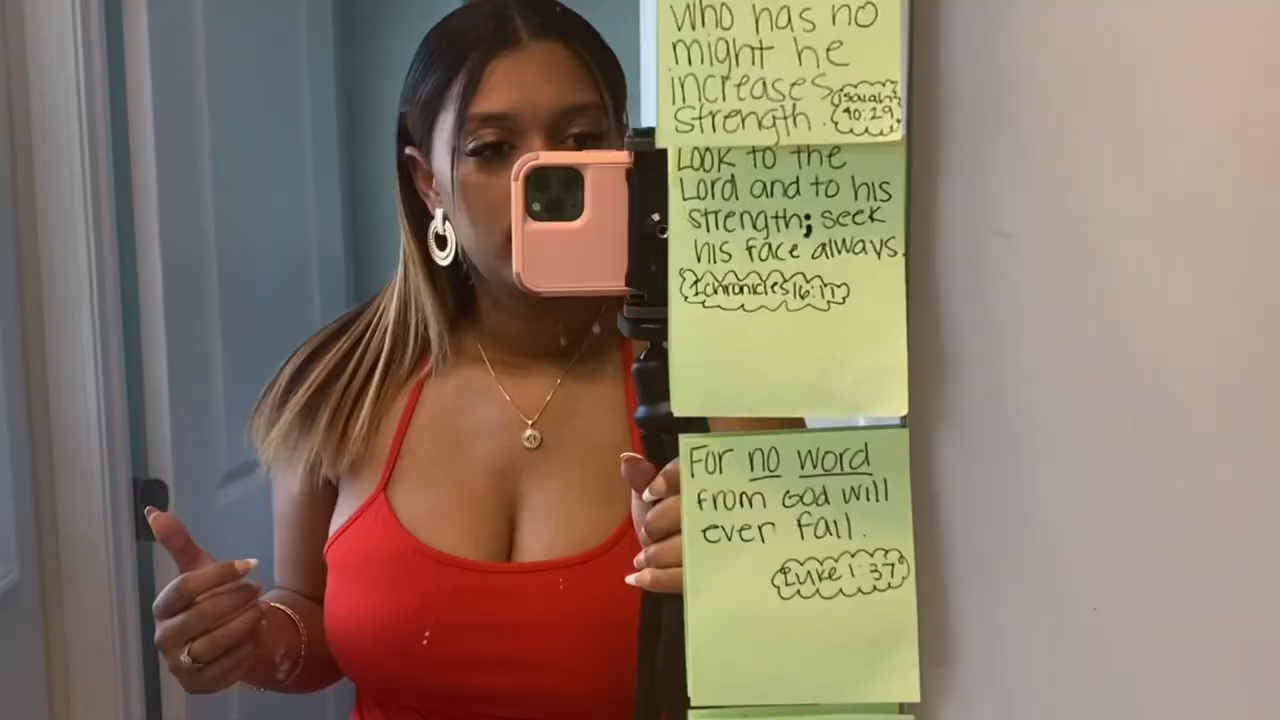 who has no
might he
increases
strength.
Isaiah
40:29
Look to the
Lord and to his
strength; seek
his face always.
1 chronicles 16:11
For no word
from God will
ever fail.
Luke 1:37